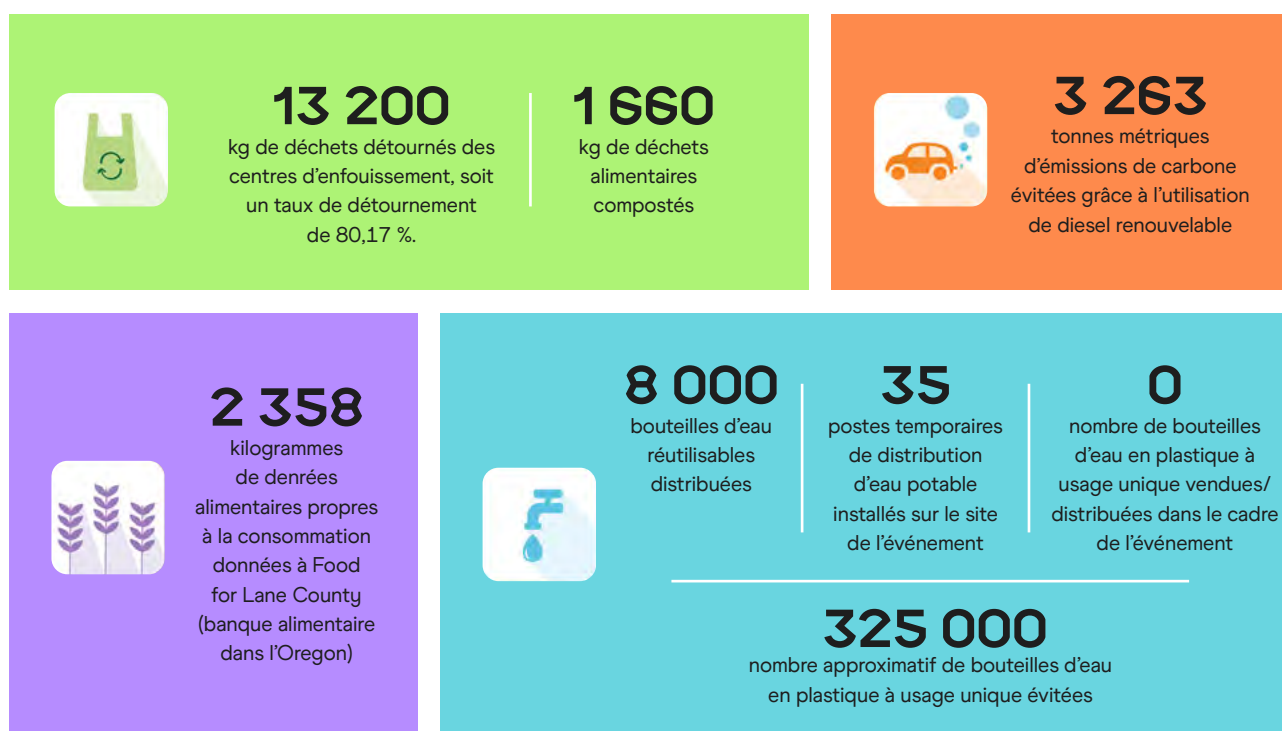 13 200
kg de déchets détournés des
centres d'enfouissement, soit
un taux de détournement
de 80,17 %.
1 660
kg de déchets
alimentaires
compostés
3 263
tonnes métriques
d'émissions de carbone
évitées grâce à l'utilisation
de diesel renouvelable
2 358
kilogrammes
de denrées
alimentaires propres
à la consommation
données à Food
for Lane County
(banque alimentaire
dans l'Oregon)
8 000
bouteilles d'eau
réutilisables
distribuées
35
postes temporaires
de distribution
d'eau potable
installés sur le site
de l'événement
0
nombre de bouteilles
d'eau en plastique à
usage unique vendues/
distribuées dans le cadre
de l'événement
325 000
nombre approximatif de bouteilles d'eau
en plastique à usage unique évitées